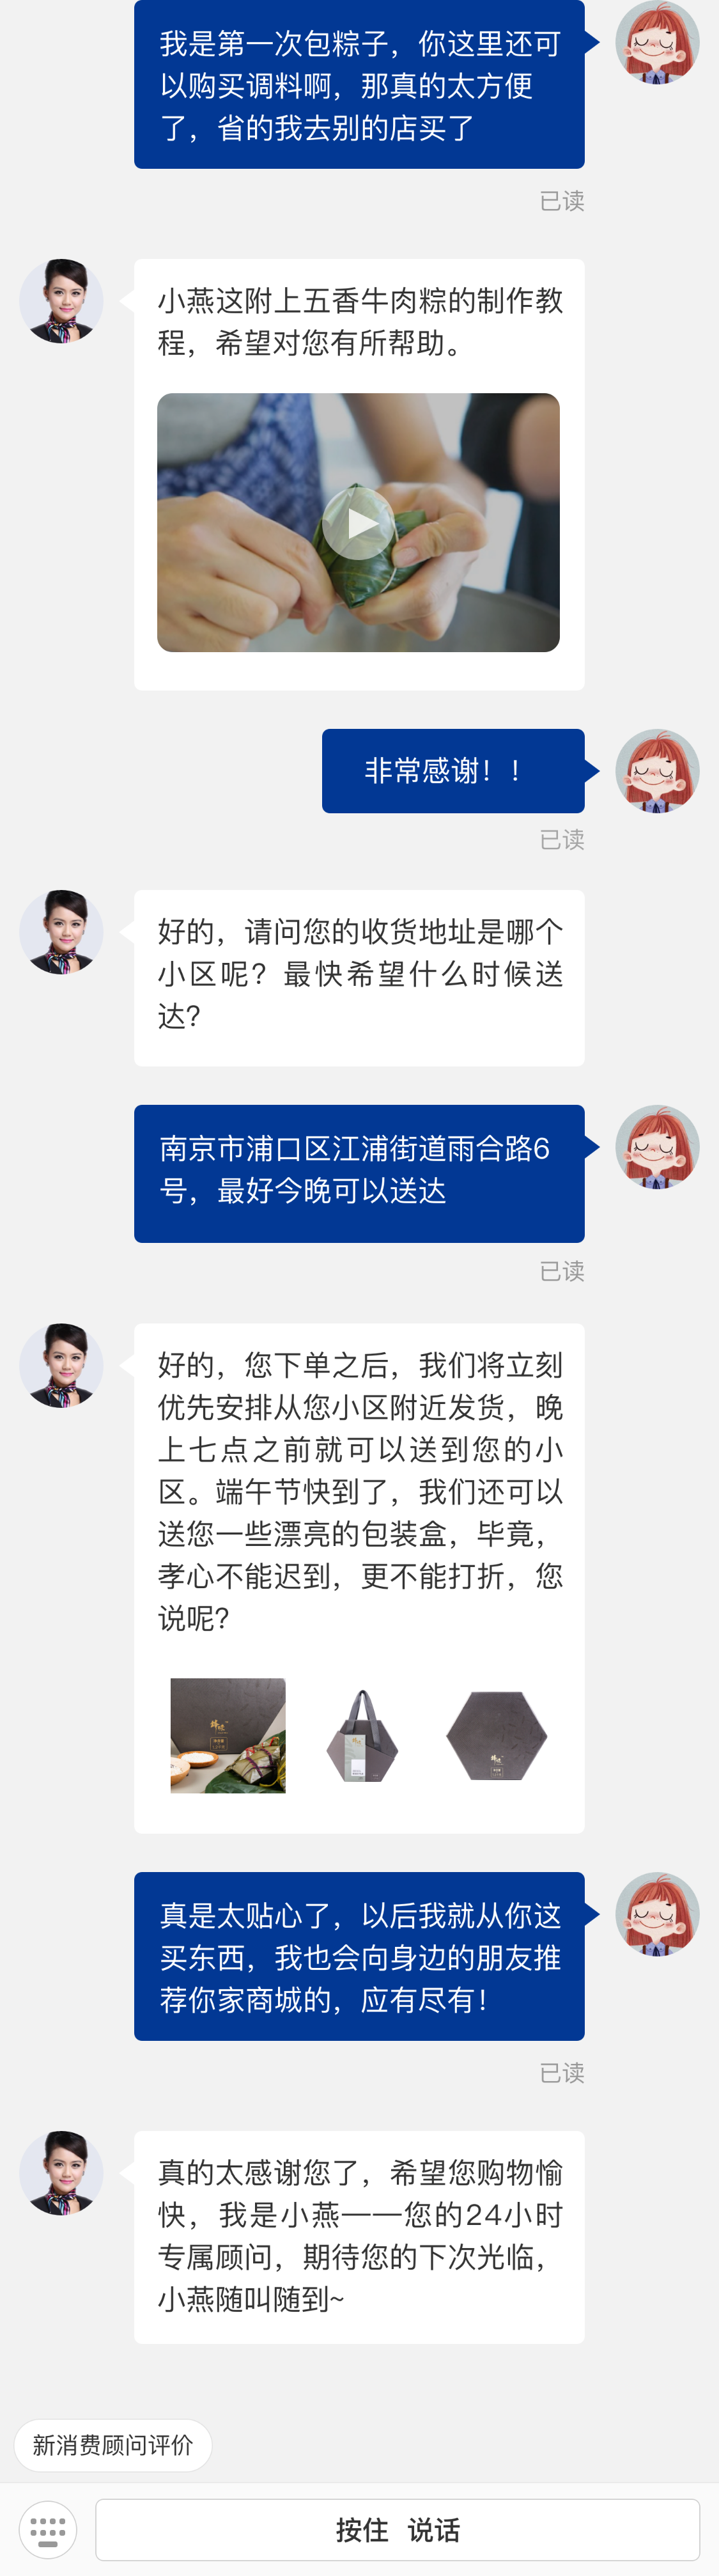 我是第一次包粽子，你这里还可
以购买调料啊，那真的太方便
了，省的我去别的店买了
已读
小燕这附上五香牛肉粽的制作教
程，希望对您有所帮助。
非常感谢！！
已读
好的，请问您的收货地址是哪个
小区呢？最快希望什么时候送
达？
南京市浦口区江浦街道雨合路6
号，最好今晚可以送达
已读
好的，您下单之后，我们将立刻
优先安排从您小区附近发货，晚
上七点之前就可以送到您的小
区。端午节快到了，我们还可以
送您一些漂亮的包装盒，毕竟，
孝心不能迟到，更不能打折，您
说呢？
真是太贴心了，以后我就从你这
买东西，我也会向身边的朋友推
荐你家商城的，应有尽有！
已读
真的太感谢您了，希望您购物愉
快，我是小燕——您的24小时
专属顾问，期待您的下次光临，
小燕随叫随到~
新消费顾问评价
按住 说话